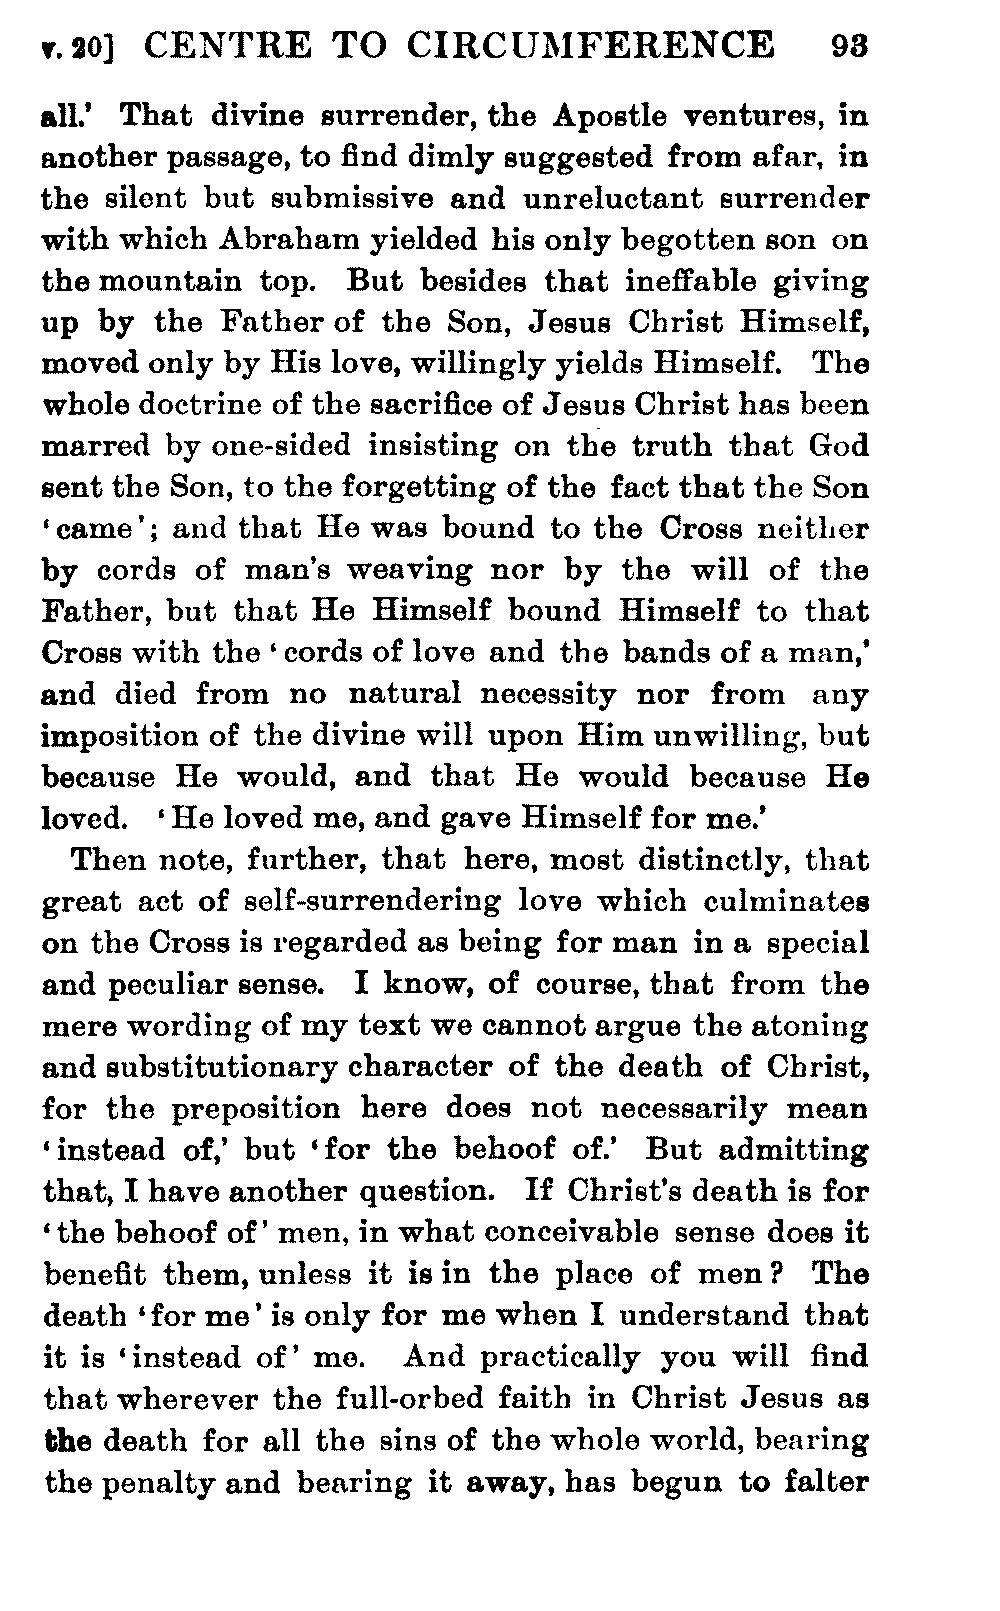 v. 20] CENTRE TO CIRCUMFERENCE 93
all.’ That divine surrender, the Apostle ventures, in
another passage, to find dimly suggested from afar, in
the silent but submissive and unreluctant surrender
with which Abraham yielded his only begotten son on
the mountain top. But besides that ineffable giving
up by the Father of the Son, Jesus Christ Himself,
moved only by His love, willingly yields Himself. The
whole doctrine of the sacrifice of Jesus Christ has been
marred by one-sided insisting on the truth that God
sent the Son, to the forgetting of the fact that the Son
‘came’; and that He was bound to the Cross neither
by cords of man’s weaving nor by the will of the
Father, but that He Himself bound Himself to that
Cross with the ‘cords of love and the bands of a man,’
and died from no natural necessity nor from any
imposition of the divine will upon Him unwilling, but
because He would, and that He would because He
loved. ‘He loved me, and gave Himself for me.’
Then note, further, that here, most distinctly, that
great act of self-surrendering love which culminates
on the Cross is regarded as being for man in a special
and peculiar sense. I know, of course, that from the
mere wording of my text we cannot argue the atoning
and substitutionary character of the death of Christ,
for the preposition here does not necessarily mean
‘instead of,’ but ‘for the behoof of.’ But admitting
that, I have another question. If Christ’s death is for
‘the behoof of’ men, in what conceivable sense does it
benefit them, unless it is in the place of men? The
death ‘for me’ is only for me when I understand that
it is ‘instead of’ me. And practically you will find
that wherever the full-orbed faith in Christ Jesus as
the death for all the sins of the whole world, bearing
the penalty and bearing it away, has begun to falter